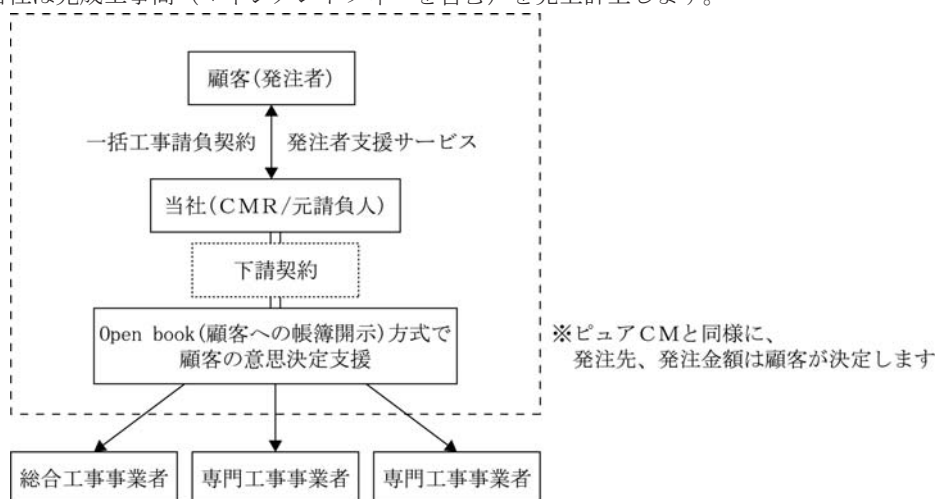 顧客(発注者)
一括工事請負契約 発注者支援サービス
当社(CMR/元請負人)
下請契約
Open book(顧客への帳簿開示)方式で
顧客の意思決定支援
※ピュアCMと同様に、
発注先、発注金額は顧客が決定します
総合工事事業者 専門工事事業者 専門工事事業者